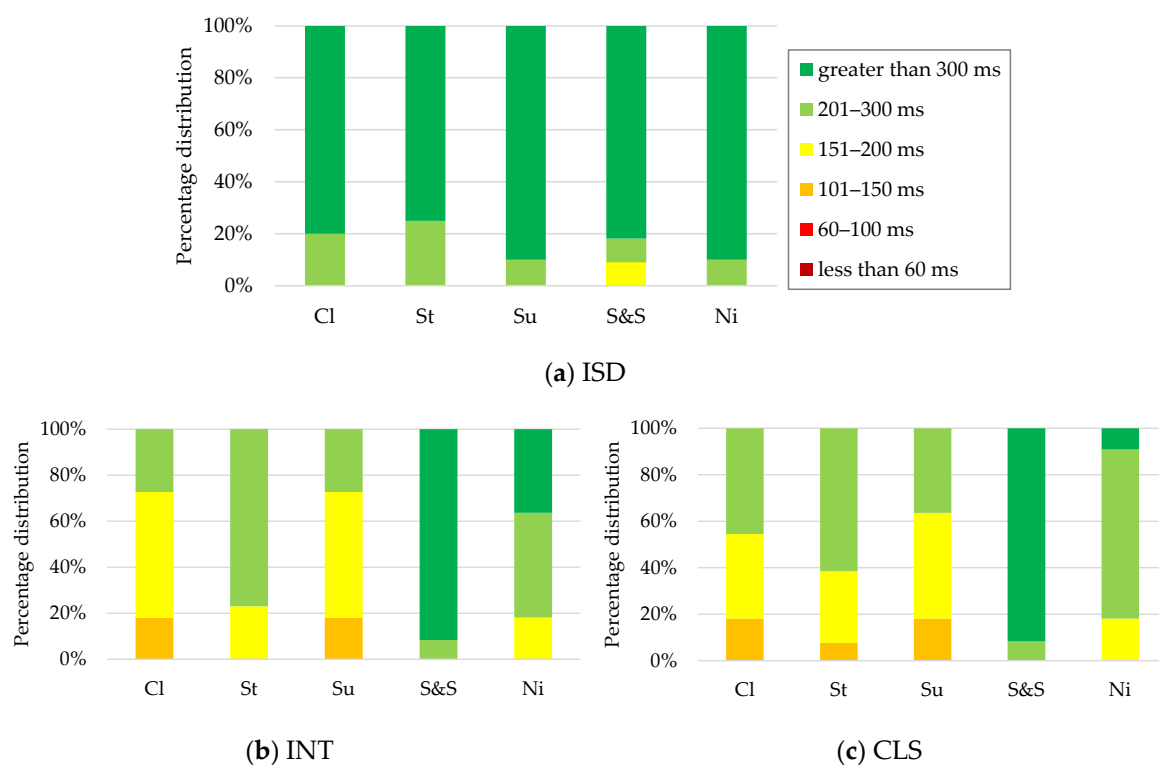 100%
80%
60%
40%
20%
0%
Percentage distribution
Cl St Su S&S Ni
greater than 300 ms
201–300 ms
151–200 ms
101–150 ms
60–100 ms
less than 60 ms
(a) ISD
100%
80%
60%
40%
20%
0%
Percentage distribution
Cl St Su S&S Ni
(b) INT
100%
80%
60%
40%
20%
0%
Percentage distribution
Cl St Su S&S Ni
(c) CLS